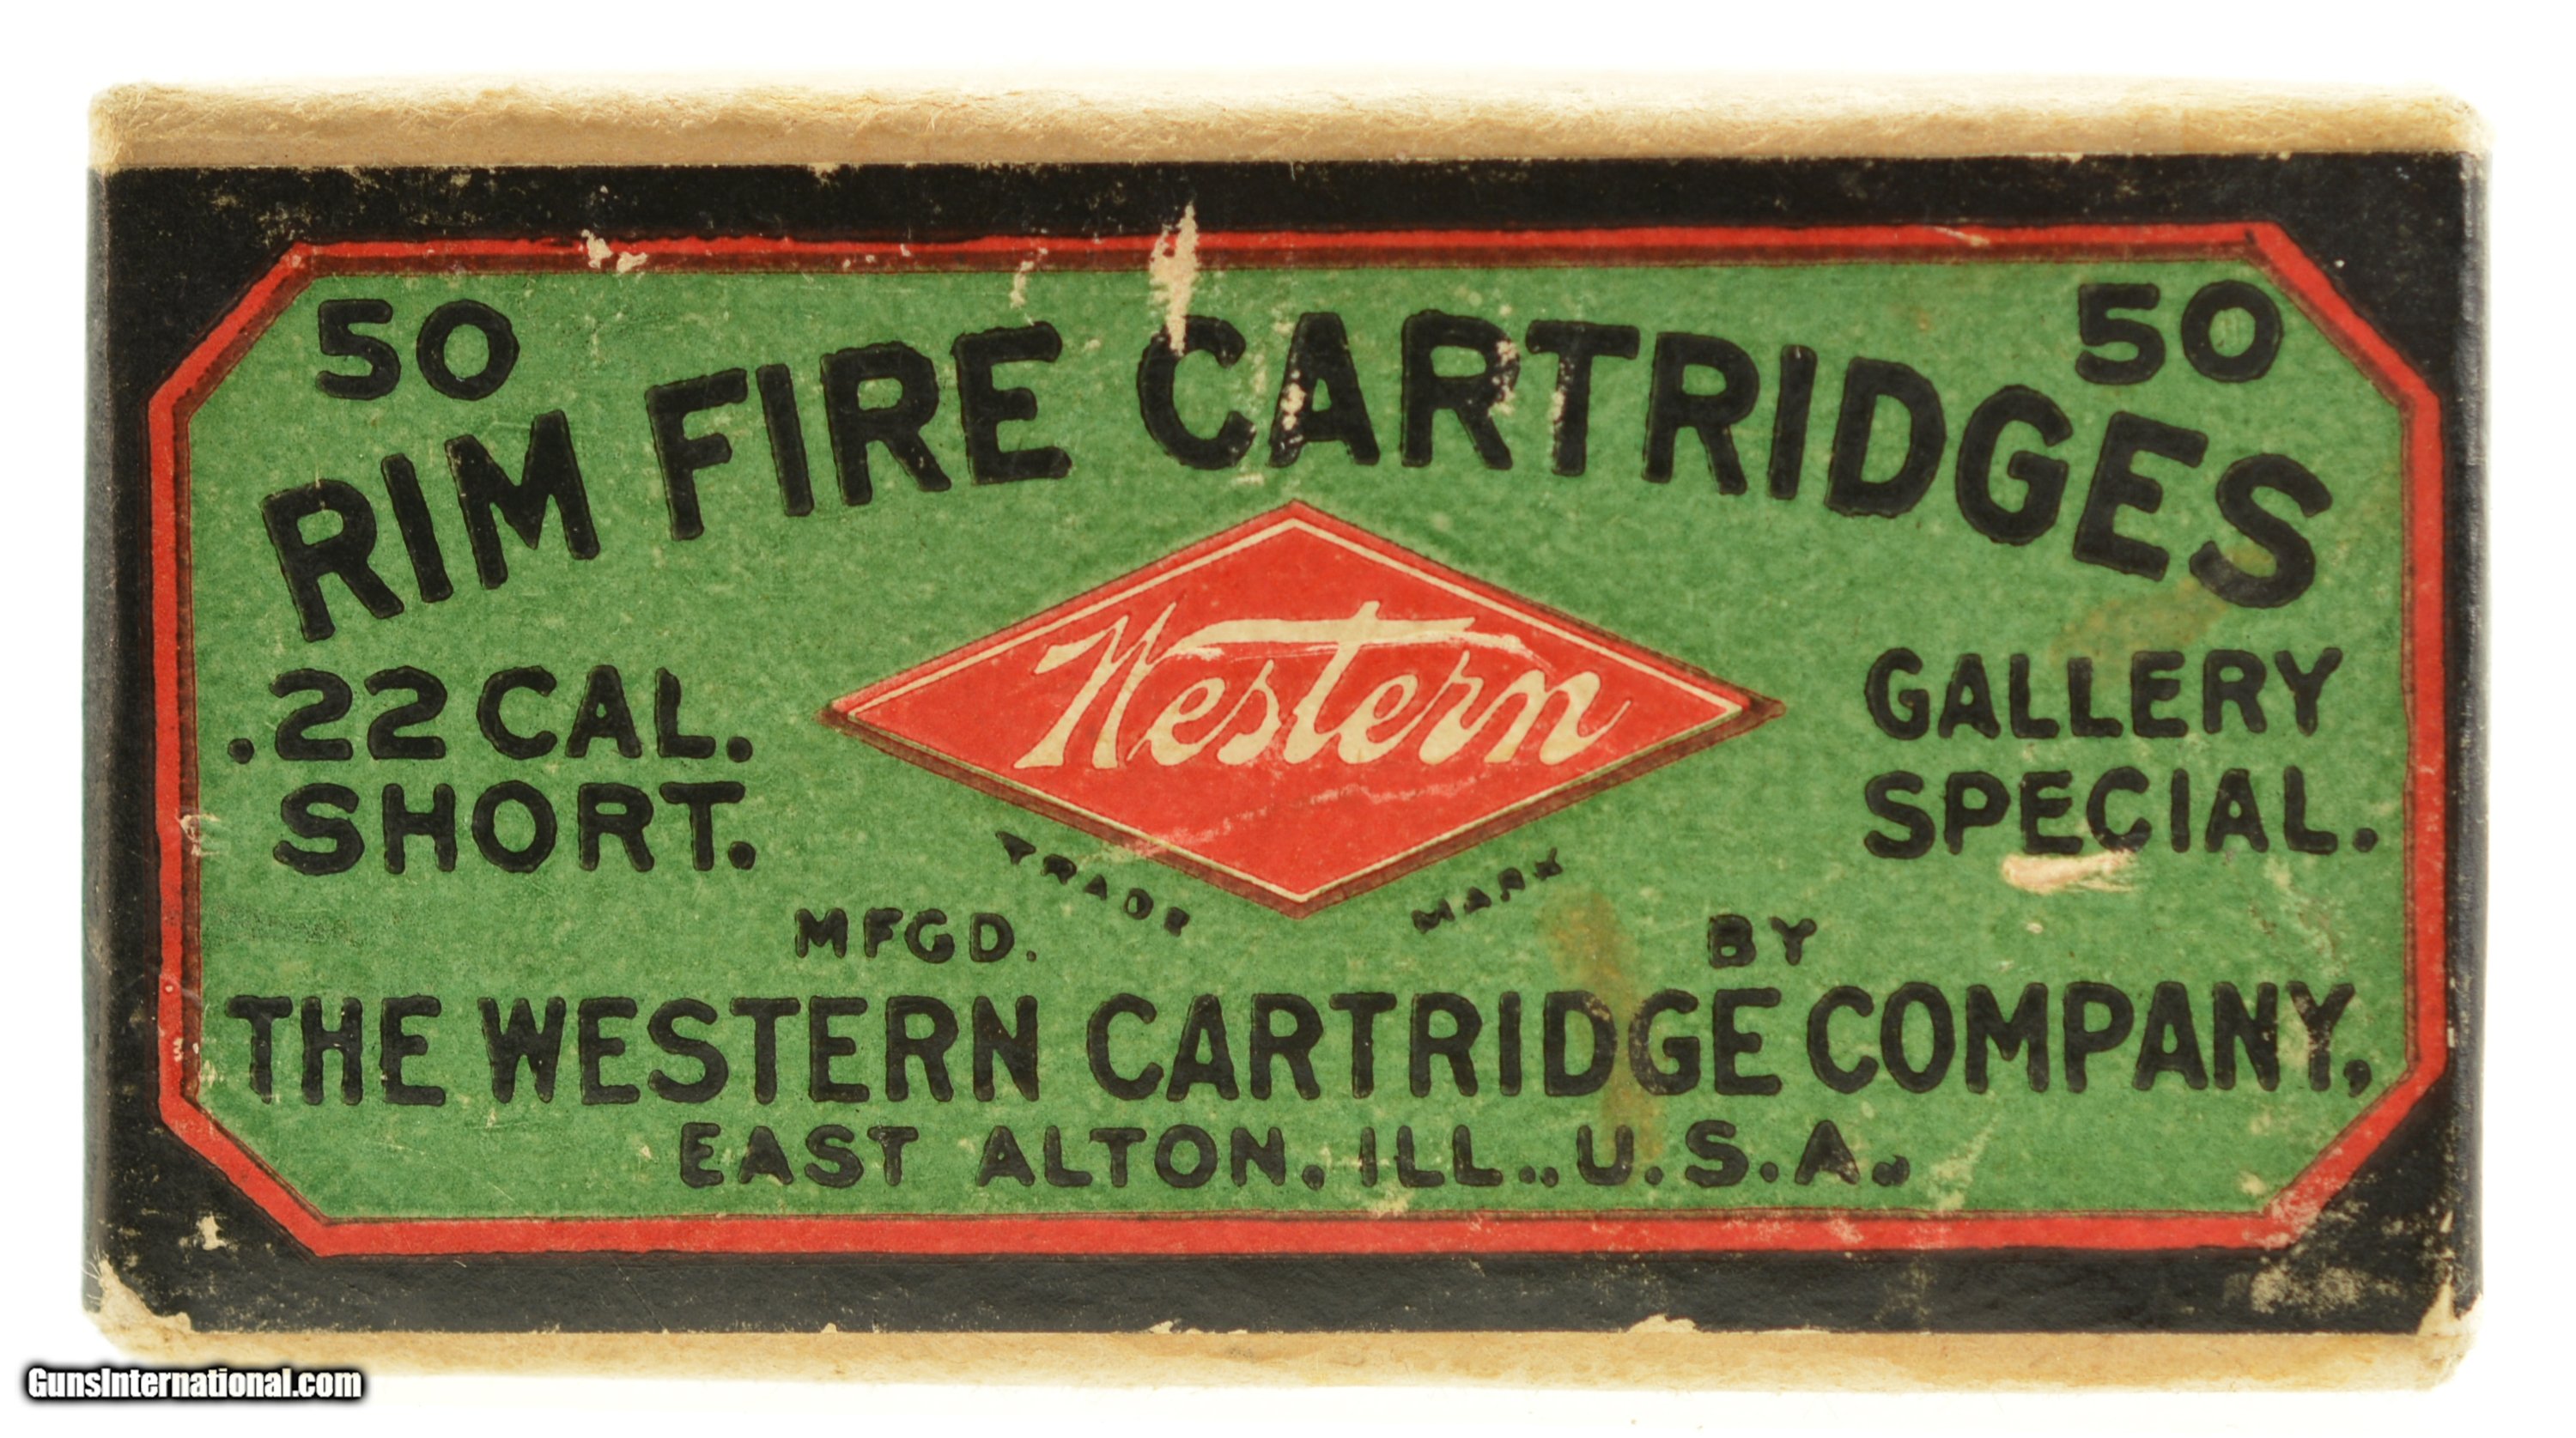 50 50
RIM FIRE CARTRIDGES
Western
.22 CAL.
SHORT.
GALLERY
SPECIAL.
TRADE MARK
MFGD. BY
THE WESTERN CARTRIDGE COMPANY,
EAST ALTON, ILL., U.S.A.
GunsInternational.com